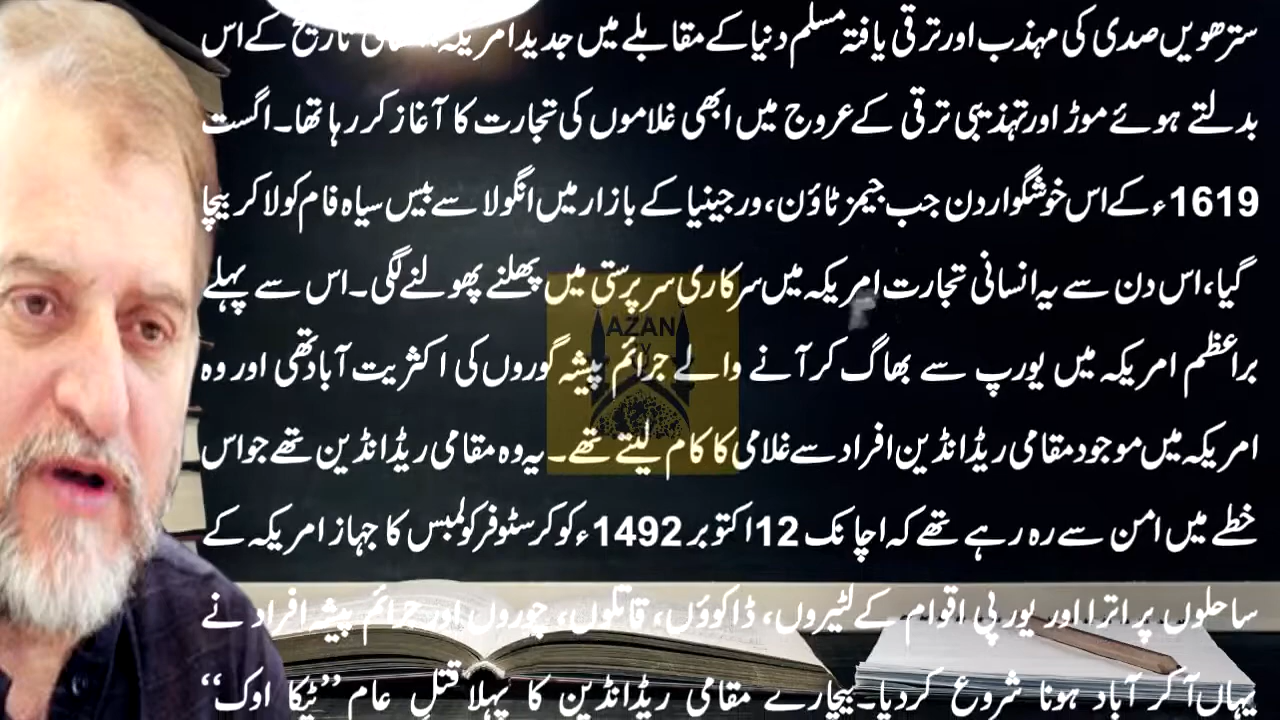 سترھویں صدی کی مہذب اور ترقی یافتہ مسلم دنیا کے مقابلے میں جدید امریکہ تاریخ کے اس
بدلتے ہوئے موڑ اور تہذیبی ترقی کے عروج میں ابھی غلاموں کی تجارت کا آغاز کر رہا تھا۔ اگست
1619ء کے اس خوشگوار دن جب جیمز ٹاؤن، ورجینیا کے بازار میں انگولا سے بیس سیاہ فام کو لا کر بیچا
گیا، اس دن سے یہ انسانی تجارت امریکہ میں سرکاری سرپرستی میں پھلنے پھولنے لگی۔ اس سے پہلے
براعظم امریکہ میں یورپ سے بھاگ کر آنے والے جرائم پیشہ گوروں کی اکثریت آباد تھی اور وہ
امریکہ میں موجود مقامی ریڈ انڈین افراد سے غلامی کا کام لیتے تھے۔ یہ وہ مقامی ریڈ انڈین تھے جو اس
خطے میں امن سے رہ رہے تھے کہ اچانک 12 اکتوبر 1492ء کو کرسٹوفر کولمبس کا جہاز امریکہ کے
ساحلوں پر اترا اور یورپی اقوام کے لٹیروں، ڈاکوؤں، قاتلوں، چوروں اور جرائم پیشہ افراد نے
یہاں آ کر آباد ہونا شروع کر دیا۔ بیچارے مقامی ریڈ انڈین کا پہلا قتلِ عام ’’ٹیکا اوک‘‘
AZAN